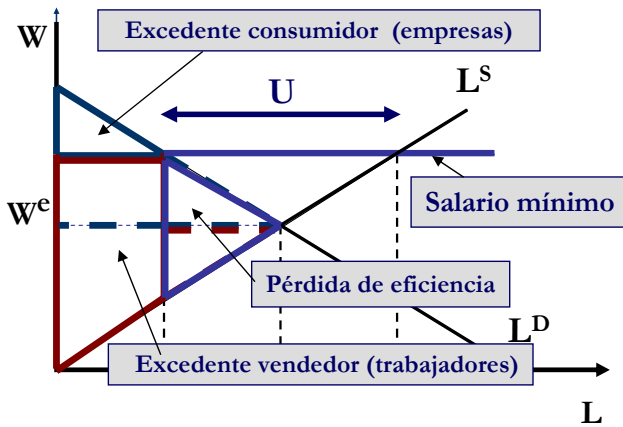 W
Excedente consumidor (empresas)
U
L^S
W^e
Salario mínimo
Pérdida de eficiencia
L^D
Excedente vendedor (trabajadores)
L